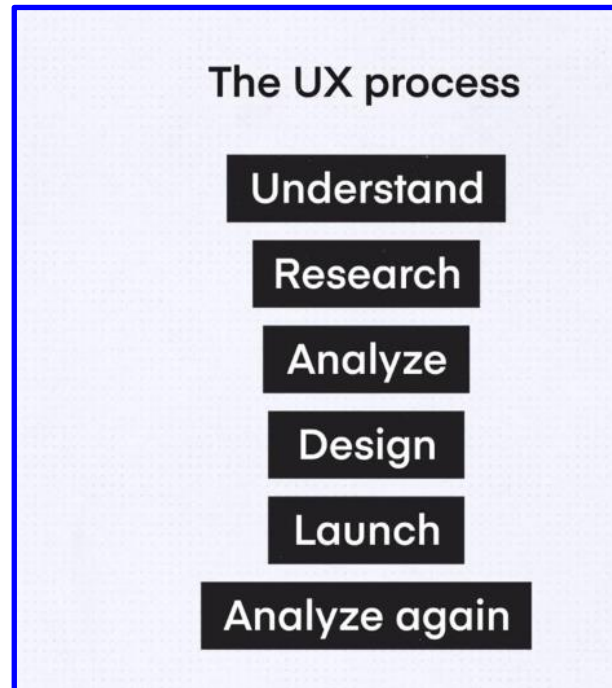 The UX process
Understand
Research
Analyze
Design
Launch
Analyze again